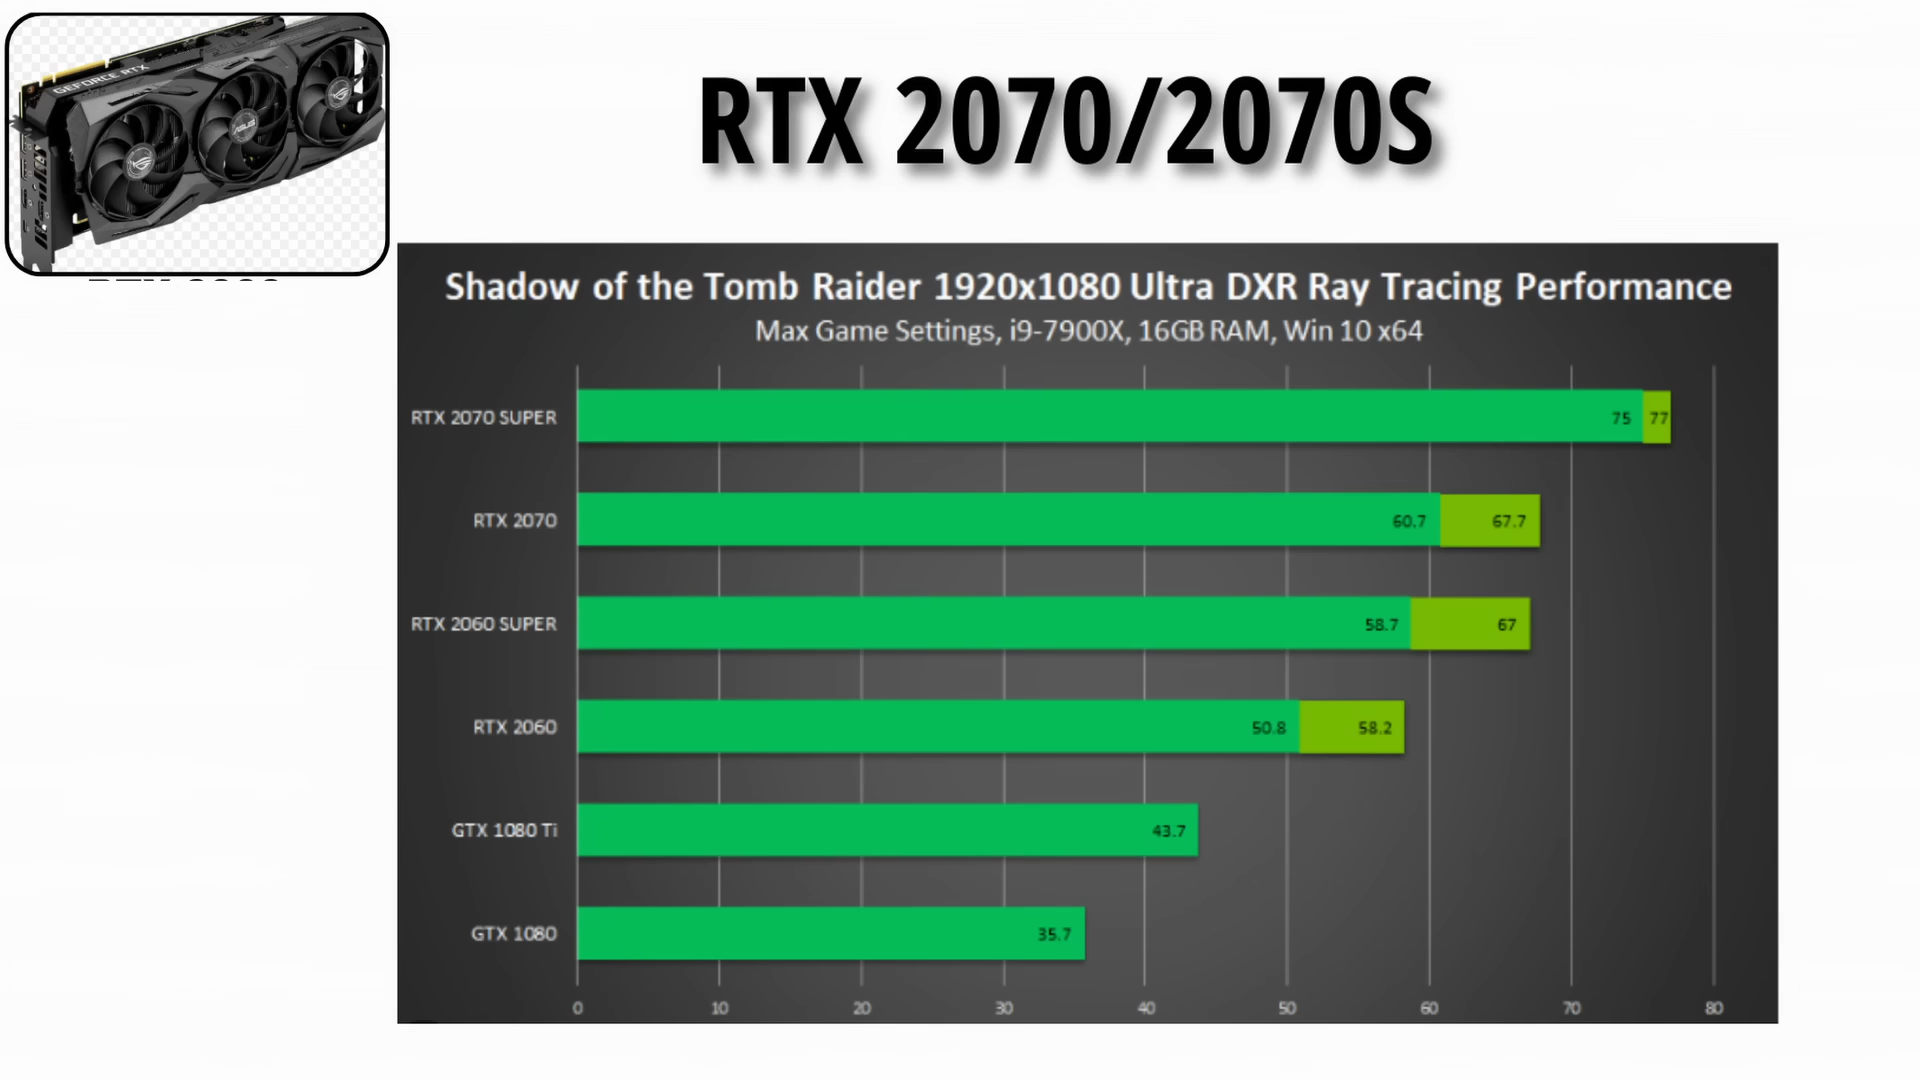 GEFORCE RTX
ASUS
RTX 2070/2070S
Shadow of the Tomb Raider 1920x1080 Ultra DXR Ray Tracing Performance
Max Game Settings, i9-7900X, 16GB RAM, Win 10 x64
RTX 2070 SUPER 75 77
RTX 2070 60.7 67.7
RTX 2060 SUPER 58.7 67
RTX 2060 50.8 58.2
GTX 1080 Ti 43.7
GTX 1080 35.7
0 10 20 30 40 50 60 70 80